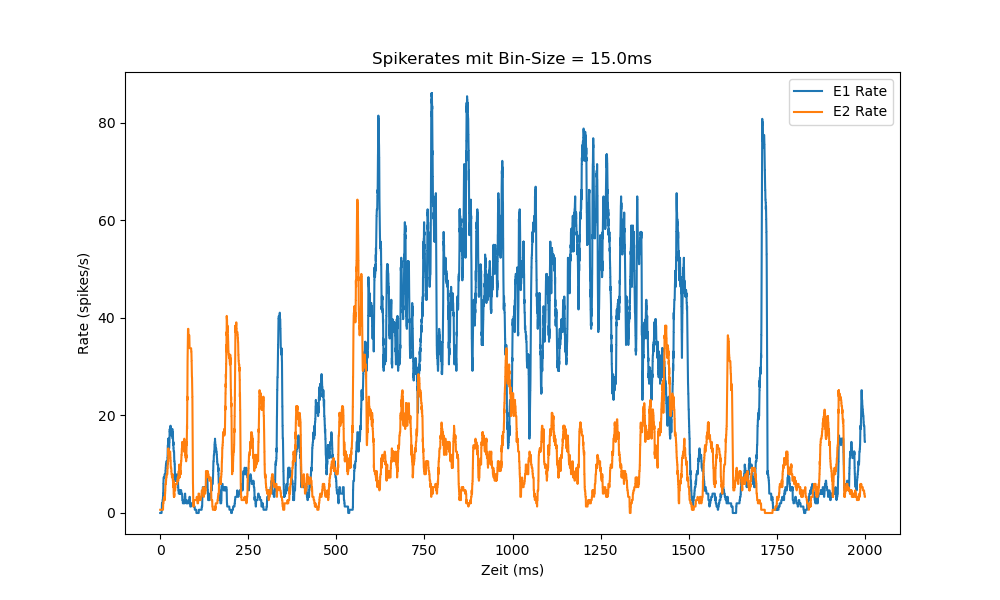 Spikerates mit Bin-Size = 15.0ms
E1 Rate
E2 Rate
Rate (spikes/s)
80
60
40
20
0
0 250 500 750 1000 1250 1500 1750 2000
Zeit (ms)